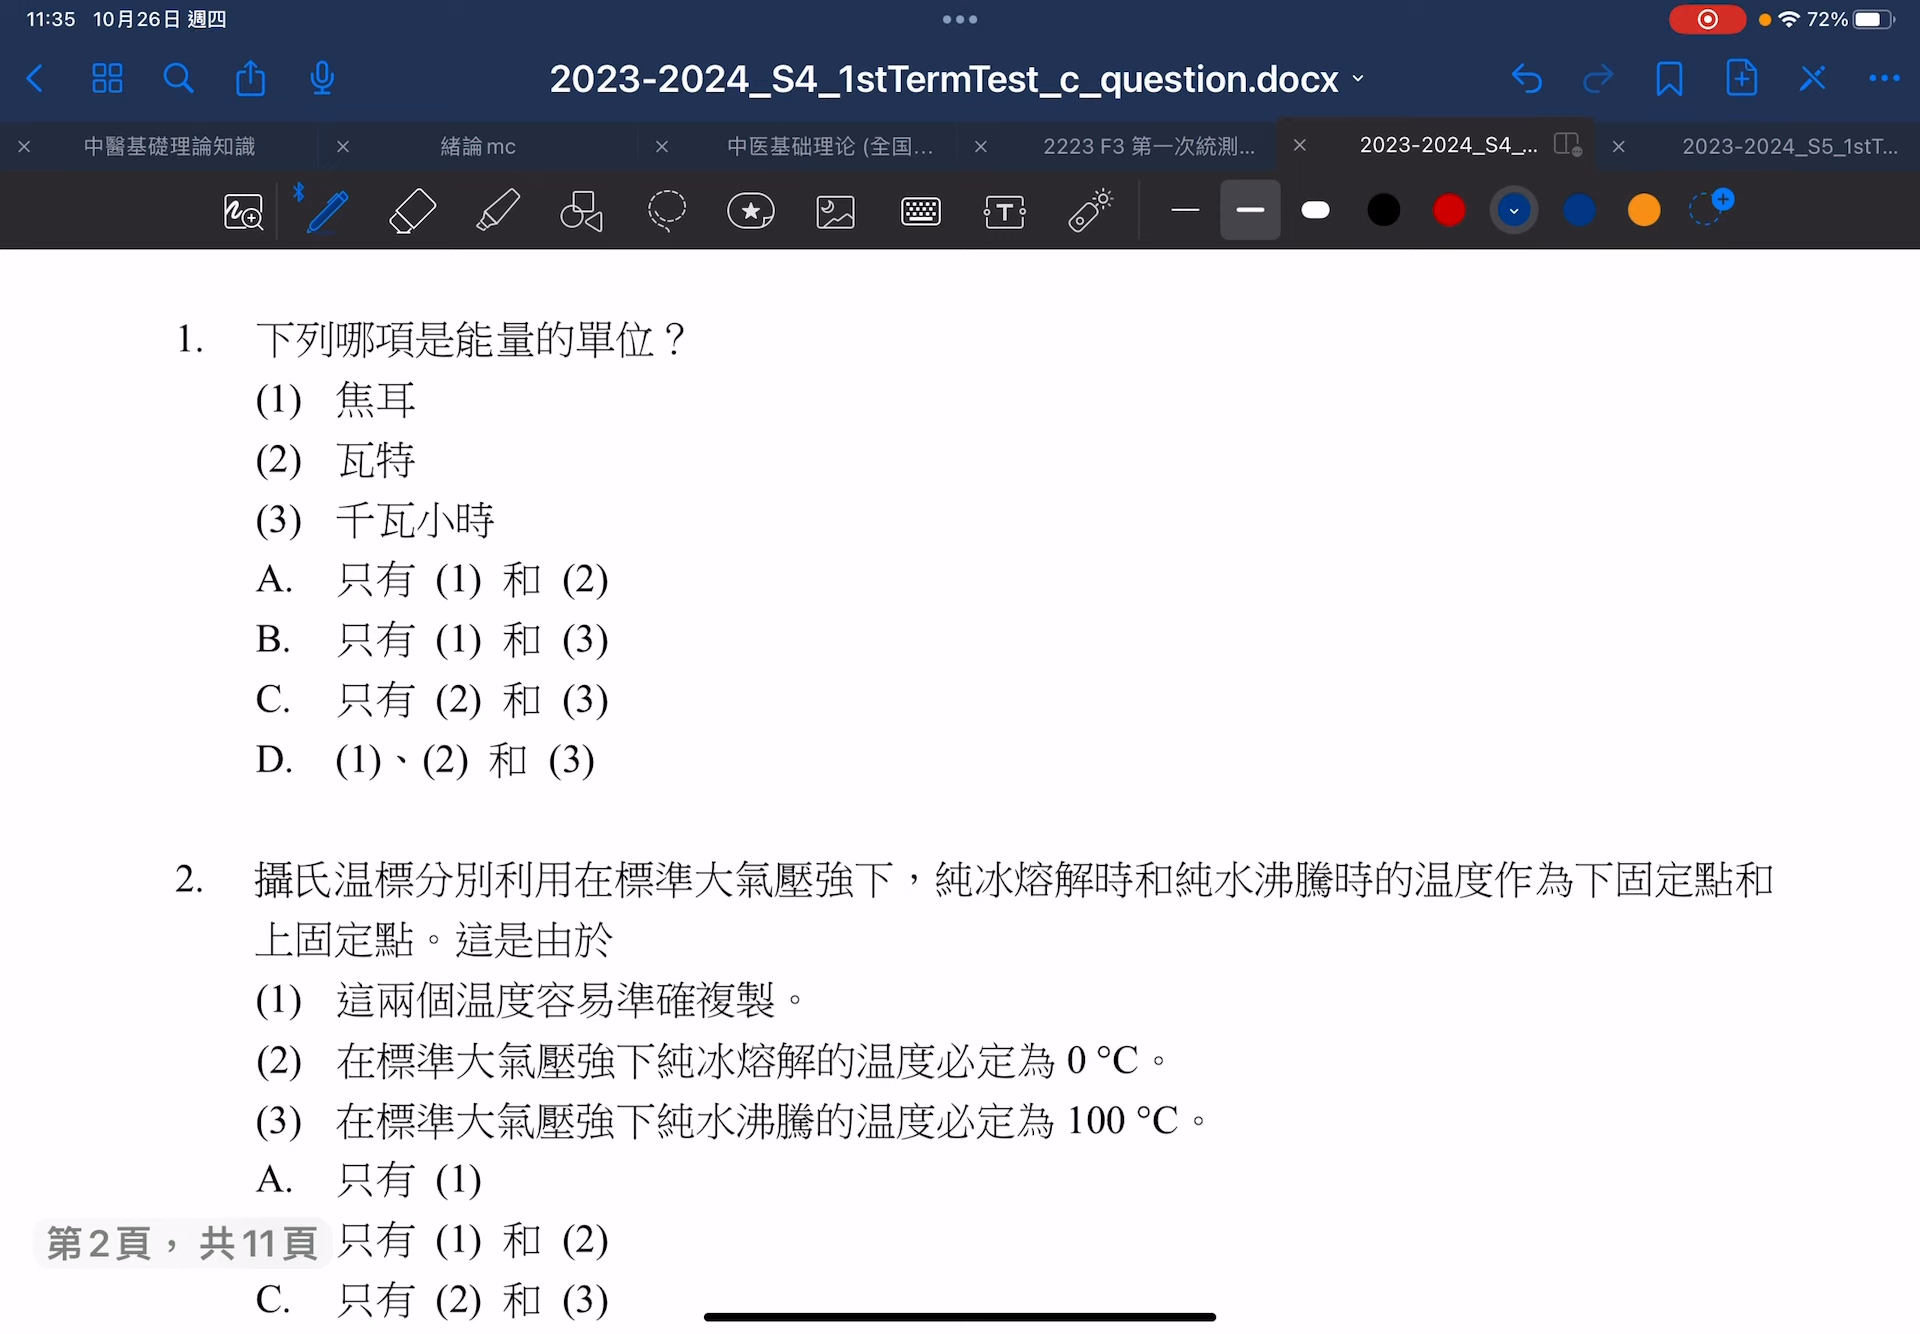 11:35 10月26日 週四
72%
2023-2024_S4_1stTermTest_c_question.docx
中醫基礎理論知識
緒論 mc
中医基础理论 (全国...
2223 F3 第一次統測...
2023-2024_S4_...
2023-2024_S5_1stT...
1. 下列哪項是能量的單位？
(1) 焦耳
(2) 瓦特
(3) 千瓦小時
A. 只有 (1) 和 (2)
B. 只有 (1) 和 (3)
C. 只有 (2) 和 (3)
D. (1)、(2) 和 (3)
2. 攝氏温標分別利用在標準大氣壓強下，純冰熔解時和純水沸騰時的温度作為下固定點和
上固定點。這是由於
(1) 這兩個温度容易準確複製。
(2) 在標準大氣壓強下純冰熔解的温度必定為 0 °C。
(3) 在標準大氣壓強下純水沸騰的温度必定為 100 °C。
A. 只有 (1)
第2頁，共11頁 只有 (1) 和 (2)
C. 只有 (2) 和 (3)